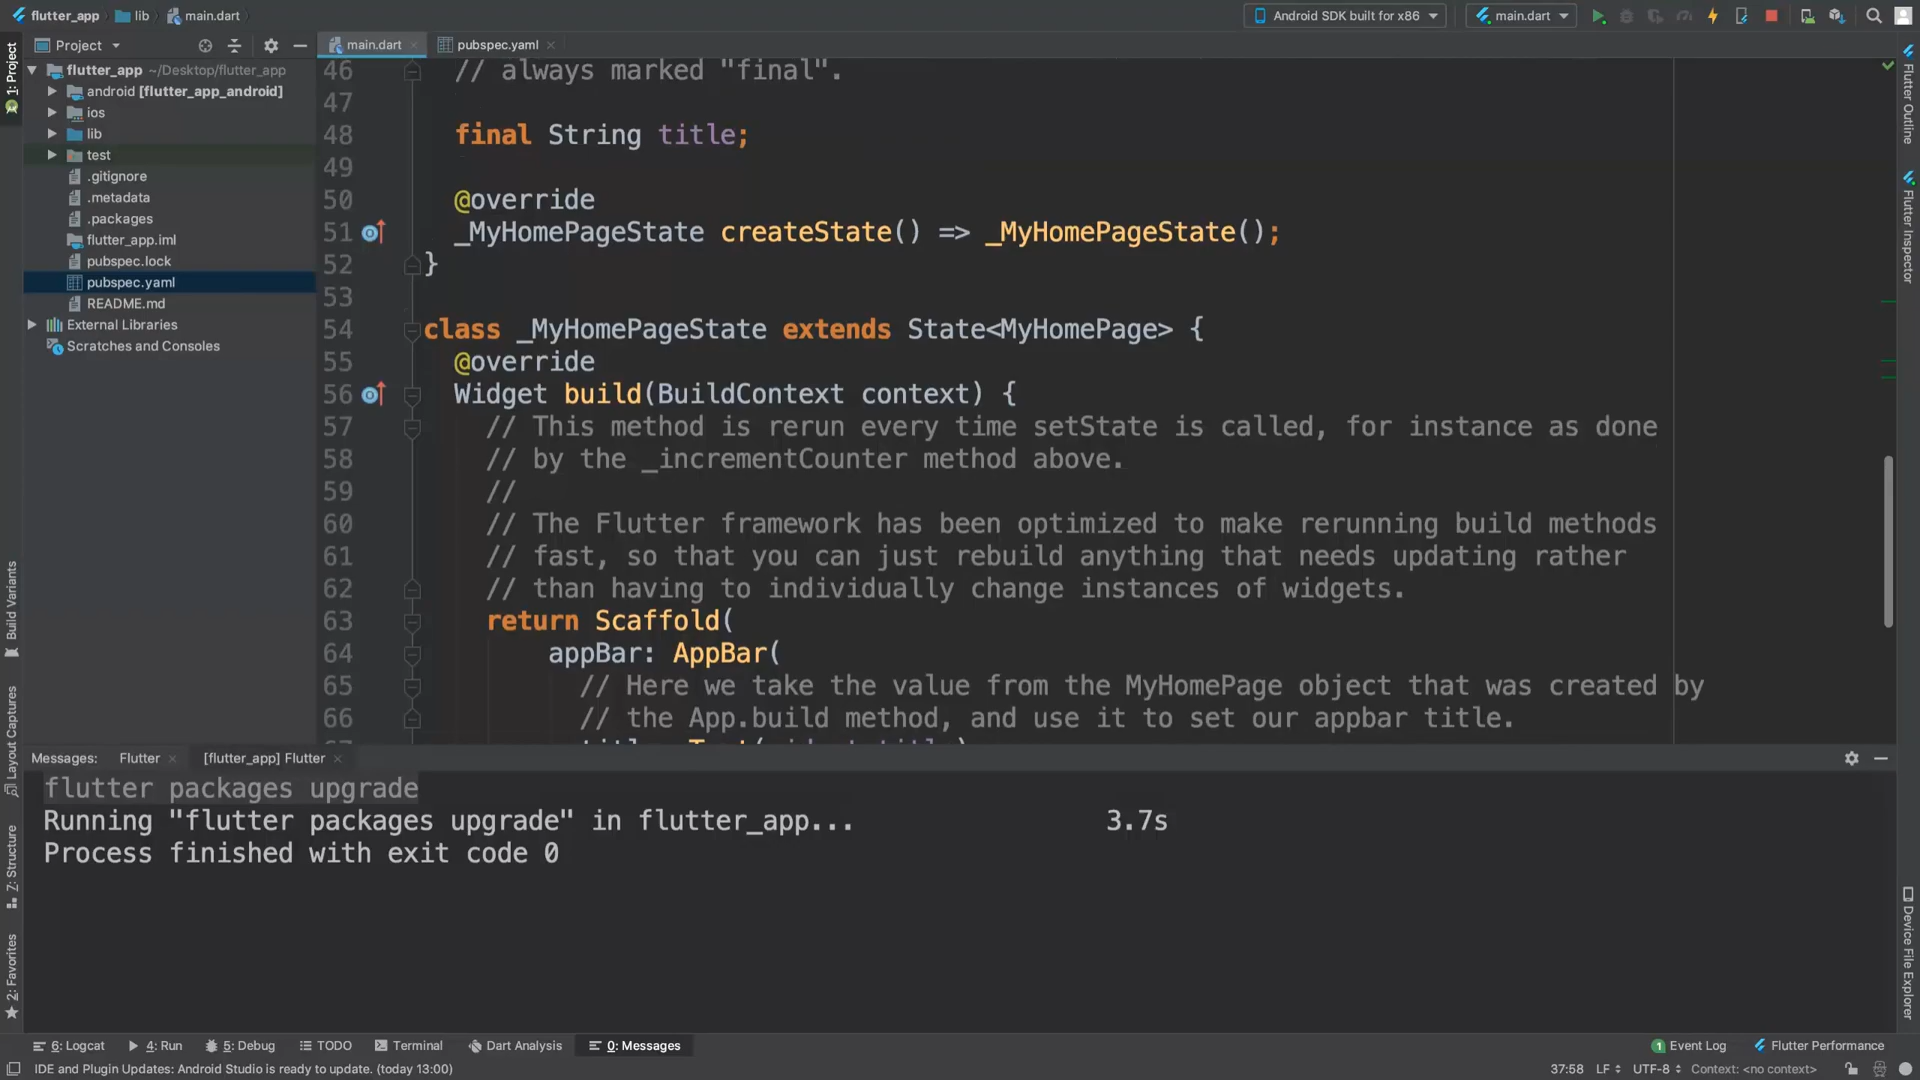 flutter_app lib main.dart Android SDK built for x86 main.dart
Project main.dart pubspec.yaml
flutter_app ~/Desktop/flutter_app
android [flutter_app_android]
ios
lib
test
.gitignore
.metadata
.packages
flutter_app.iml
pubspec.lock
pubspec.yaml
README.md
External Libraries
Scratches and Consoles
1: Project
Build Variants
Layout Captures
Z: Structure
2: Favorites
46 // always marked "final".
47
48 final String title;
49
50 @override
51 _MyHomePageState createState() => _MyHomePageState();
52 }
53
54 class _MyHomePageState extends State<MyHomePage> {
55 @override
56 Widget build(BuildContext context) {
57 // This method is rerun every time setState is called, for instance as done
58 // by the _incrementCounter method above.
59 //
60 // The Flutter framework has been optimized to make rerunning build methods
61 // fast, so that you can just rebuild anything that needs updating rather
62 // than having to individually change instances of widgets.
63 return Scaffold(
64 appBar: AppBar(
65 // Here we take the value from the MyHomePage object that was created by
66 // the App.build method, and use it to set our appbar title.
Flutter Outline
Flutter Inspector
Device File Explorer
Messages: Flutter [flutter_app] Flutter
flutter packages upgrade
Running "flutter packages upgrade" in flutter_app... 3.7s
Process finished with exit code 0
6: Logcat 4: Run 5: Debug TODO Terminal Dart Analysis 0: Messages 1 Event Log Flutter Performance
IDE and Plugin Updates: Android Studio is ready to update. (today 13:00) 37:58 LF UTF-8 Context: <no context>